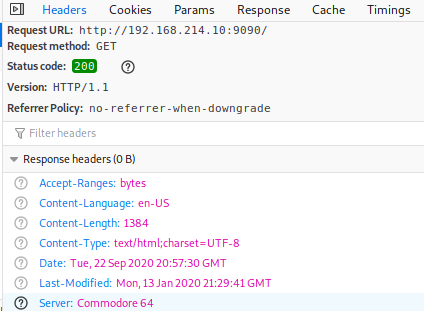 Headers Cookies Params Response Cache Timings
Request URL: http://192.168.214.10:9090/
Request method: GET
Status code: 200 ?
Version: HTTP/1.1
Referrer Policy: no-referrer-when-downgrade
Filter headers
Response headers (0 B)
? Accept-Ranges: bytes
? Content-Language: en-US
? Content-Length: 1384
? Content-Type: text/html;charset=UTF-8
? Date: Tue, 22 Sep 2020 20:57:30 GMT
? Last-Modified: Mon, 13 Jan 2020 21:29:41 GMT
? Server: Commodore 64